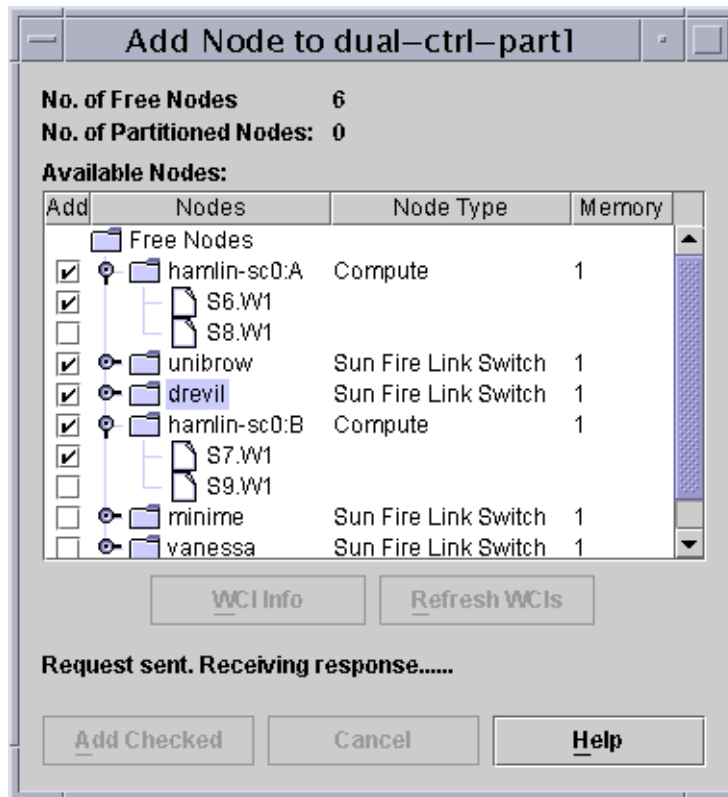 Add Node to dual-ctrl-part1
No. of Free Nodes 6
No. of Partitioned Nodes: 0
Available Nodes:
Add Nodes Node Type Memory
Free Nodes
hamlin-sc0:A Compute 1
S6.W1
S8.W1
unibrow Sun Fire Link Switch 1
drevil Sun Fire Link Switch 1
hamlin-sc0:B Compute 1
S7.W1
S9.W1
minime Sun Fire Link Switch 1
vanessa Sun Fire Link Switch 1
WCI Info Refresh WCIs
Request sent. Receiving response......
Add Checked Cancel Help